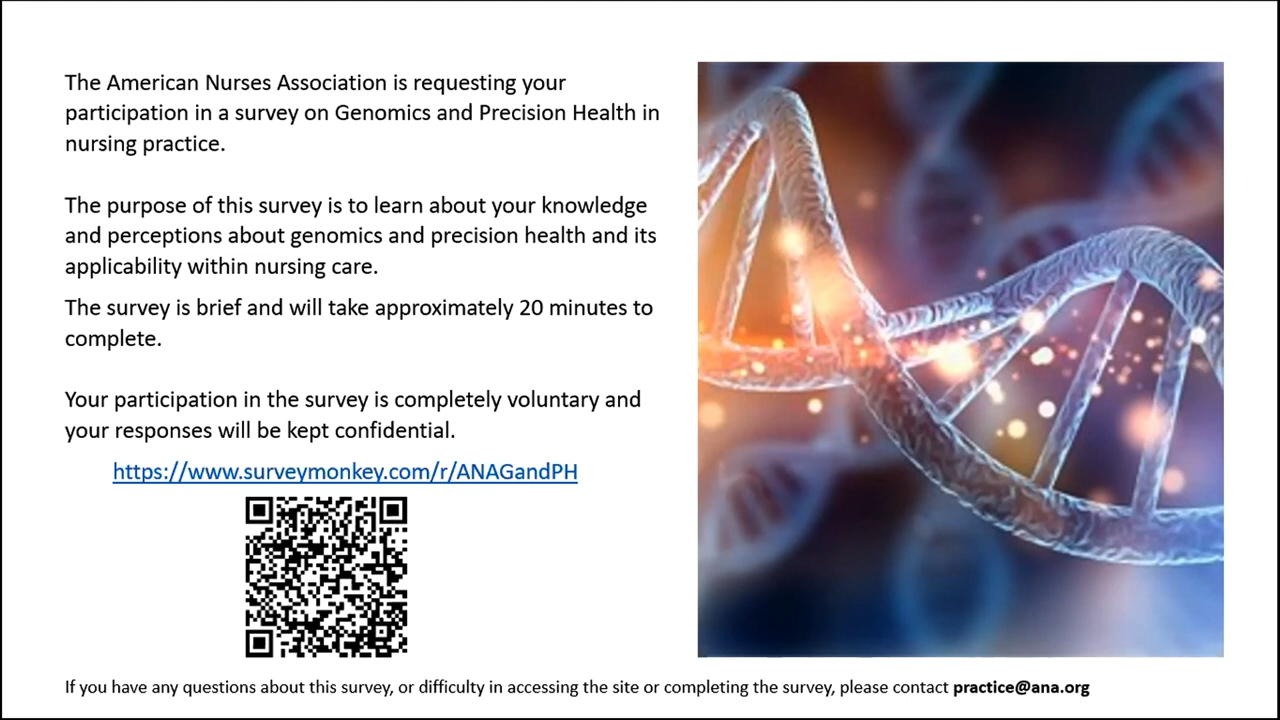 The American Nurses Association is requesting your
participation in a survey on Genomics and Precision Health in
nursing practice.
The purpose of this survey is to learn about your knowledge
and perceptions about genomics and precision health and its
applicability within nursing care.
The survey is brief and will take approximately 20 minutes to
complete.
Your participation in the survey is completely voluntary and
your responses will be kept confidential.
https://www.surveymonkey.com/r/ANAGandPH
If you have any questions about this survey, or difficulty in accessing the site or completing the survey, please contact practice@ana.org